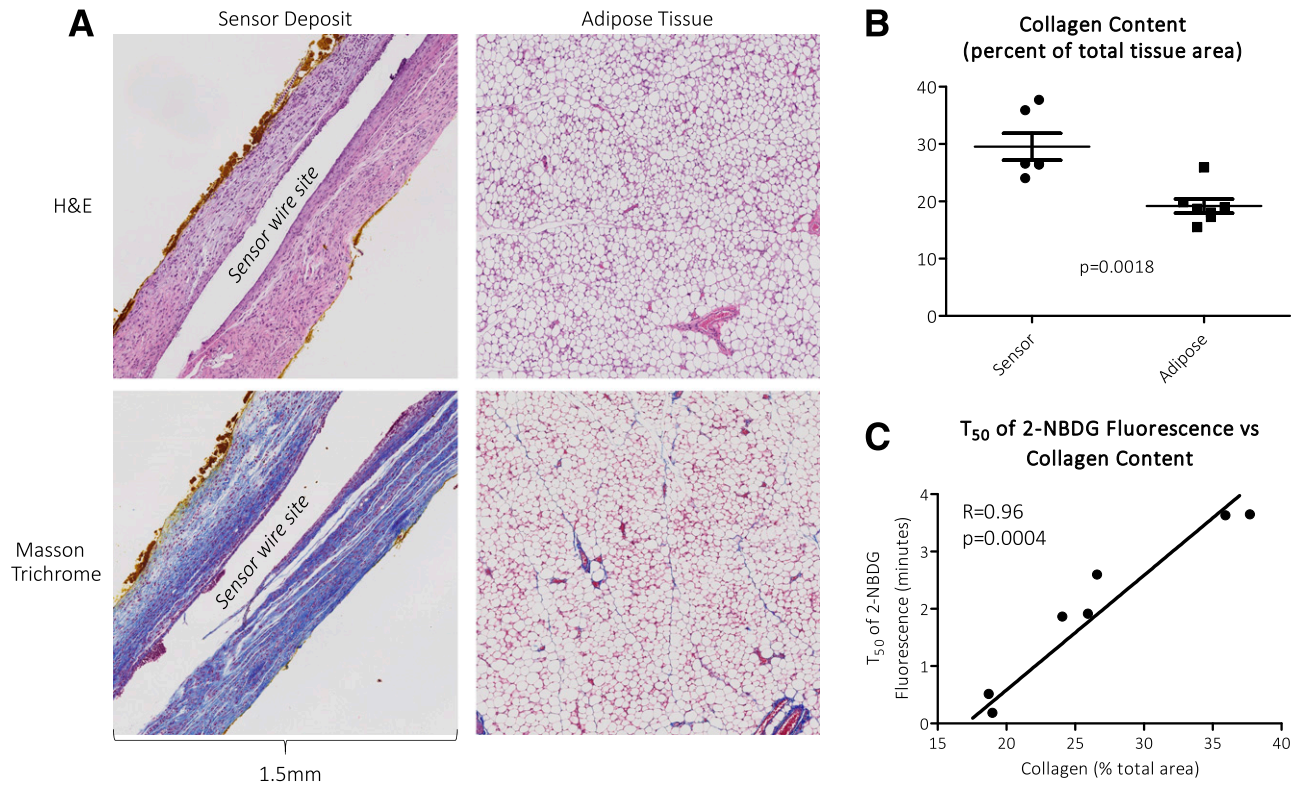 A
Sensor Deposit
Adipose Tissue
H&E
Sensor wire site
Masson
Trichrome
Sensor wire site
1.5mm
B
Collagen Content
(percent of total tissue area)
40
30
20
10
0
p=0.0018
Sensor
Adipose
C
T50 of 2-NBDG Fluorescence vs
Collagen Content
T50 of 2-NBDG
Fluorescence (minutes)
4
3
2
1
0
R=0.96
p=0.0004
15 20 25 30 35 40
Collagen (% total area)